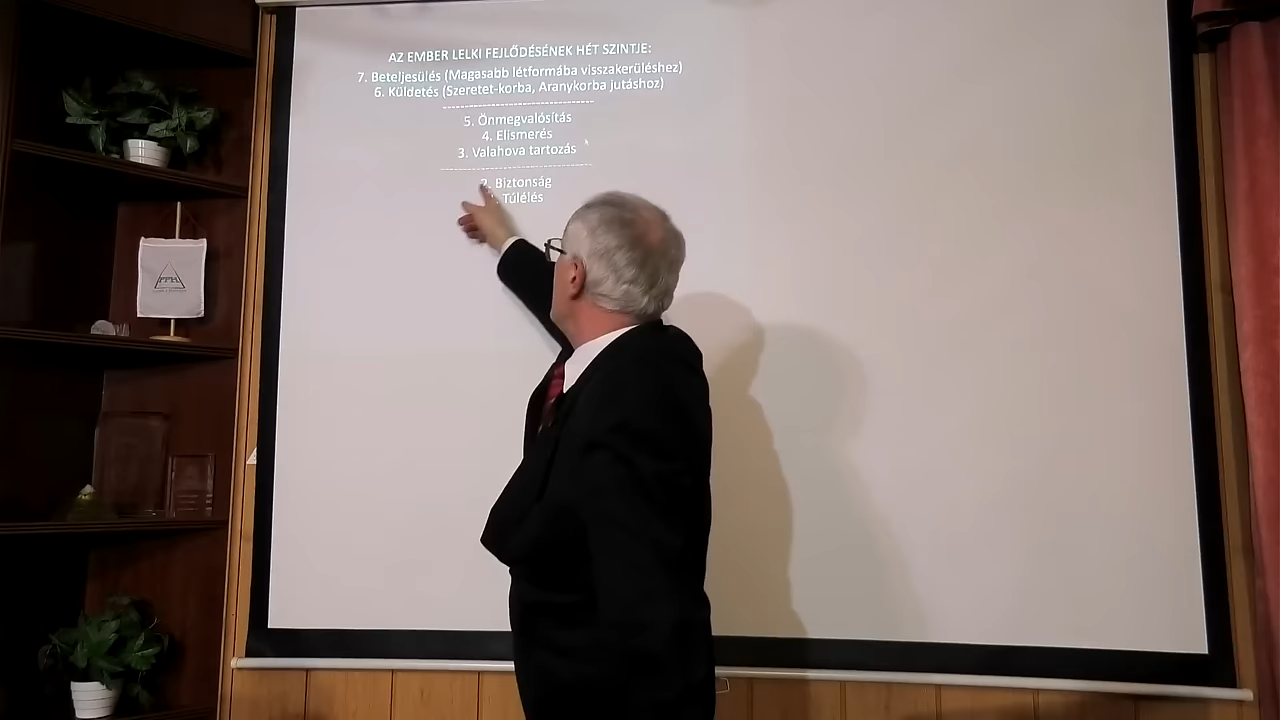 AZ EMBER LELKI FEJLŐDÉSÉNEK HÉT SZINTJE:
7. Beteljesülés (Magasabb létformába visszakerüléshez)
6. Küldetés (Szeretet-korba, Aranykorba jutáshoz)
5. Önmegvalósítás
4. Elismerés
3. Valahova tartozás
2. Biztonság
. Túlélés